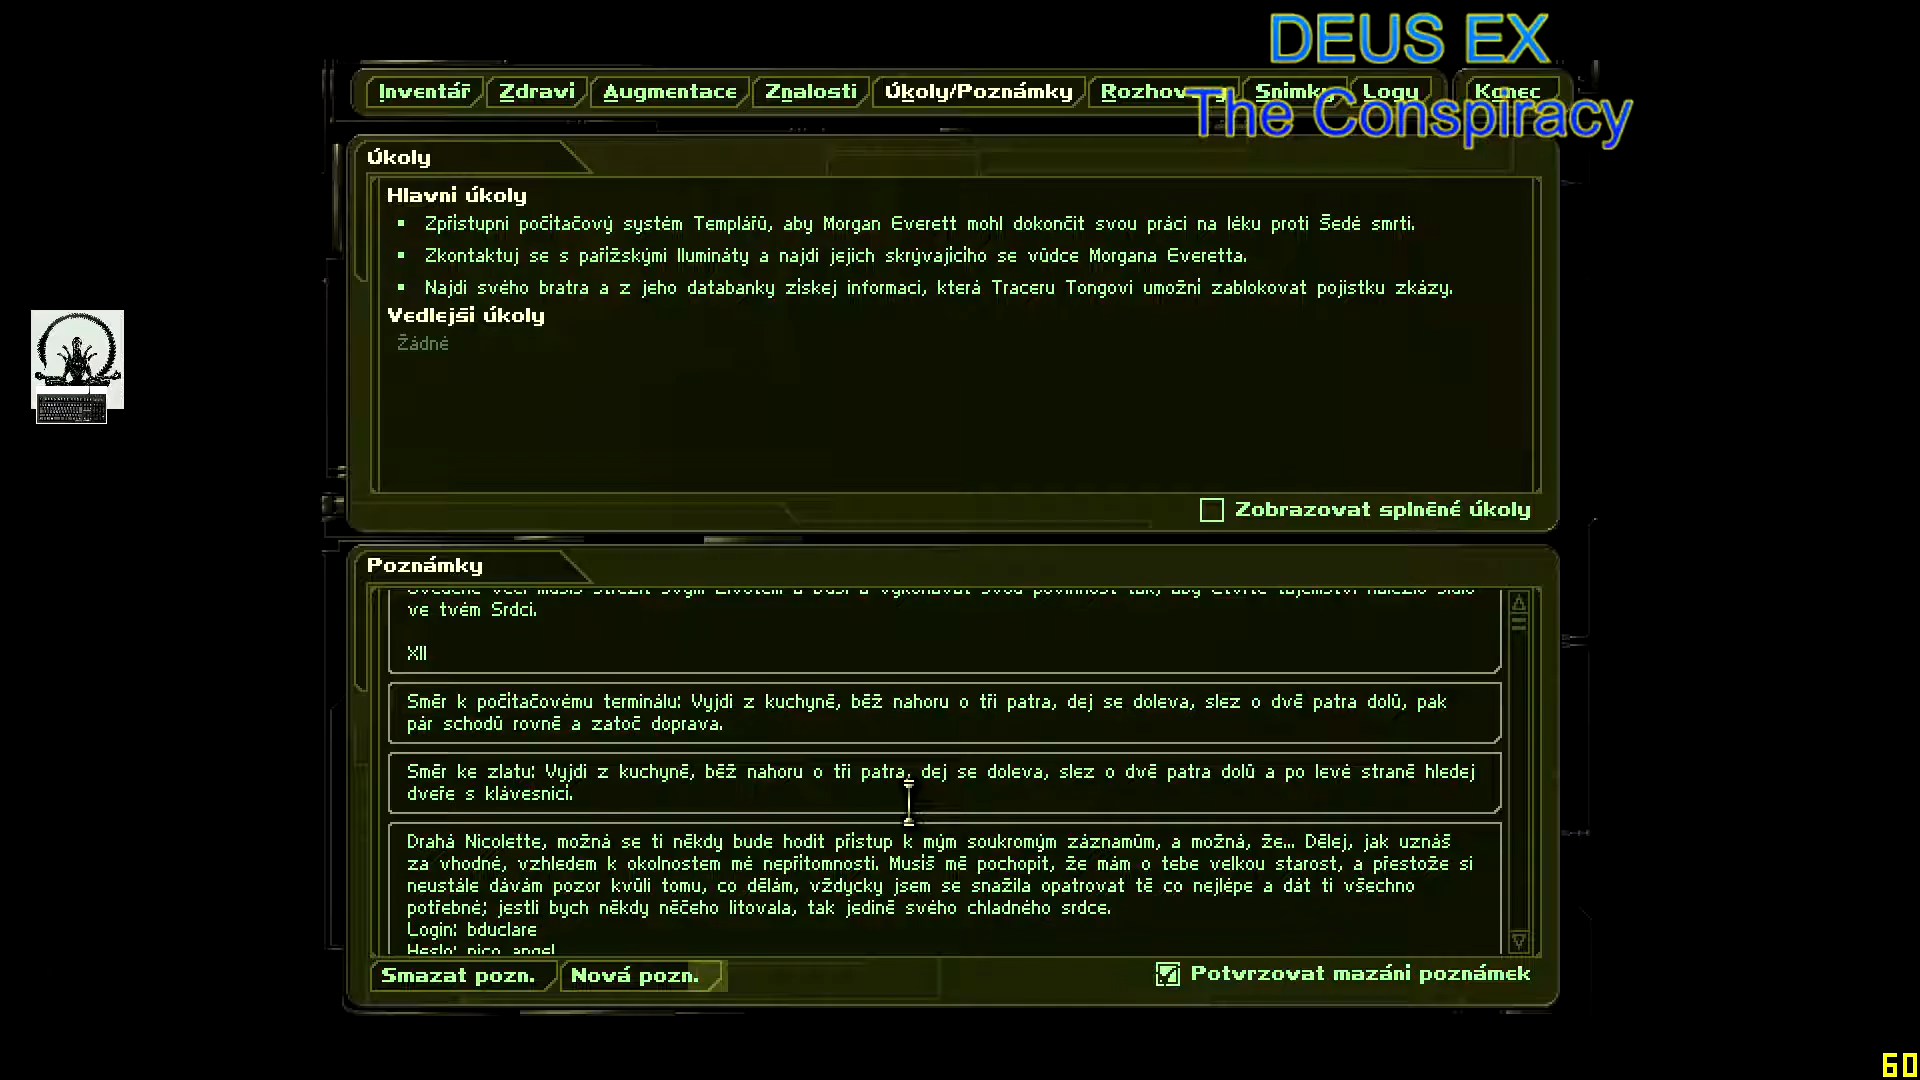 DEUS EX
The Conspiracy
Inventář Zdraví Augmentace Znalosti Úkoly/Poznámky Rozhovory Snímky Logy Konec
Úkoly
Hlavní úkoly
▪ Zpřístupni počítačový systém Templářů, aby Morgan Everett mohl dokončit svou práci na léku proti Šedé smrti.
▪ Zkontaktuj se s pařížskými Ilumináty a najdi jejich skrývajícího se vůdce Morgana Everetta.
▪ Najdi svého bratra a z jeho databanky získej informaci, která Traceru Tongovi umožní zablokovat pojistku zkázy.
Vedlejší úkoly
Žádné
Zobrazovat splněné úkoly
Poznámky
ve tvém Srdci.
XII
Směr k počítačovému terminálu: Vyjdi z kuchyně, běž nahoru o tři patra, dej se doleva, slez o dvě patra dolů, pak
pár schodů rovně a zatoč doprava.
Směr ke zlatu: Vyjdi z kuchyně, běž nahoru o tři patra, dej se doleva, slez o dvě patra dolů a po levé straně hledej
dveře s klávesnicí.
Drahá Nicolette, možná se ti někdy bude hodit přístup k mým soukromým záznamům, a možná, že... Dělej, jak uznáš
za vhodné, vzhledem k okolnostem mé nepřítomnosti. Musíš mě pochopit, že mám o tebe velkou starost, a přestože si
neustále dávám pozor kvůli tomu, co dělám, vždycky jsem se snažila opatrovat tě co nejlépe a dát ti všechno
potřebné; jestli bych někdy něčeho litovala, tak jedině svého chladného srdce.
Login: bduclare
Heslo: nico_angel
Smazat pozn. Nová pozn. Potvrzovat mazání poznámek
60